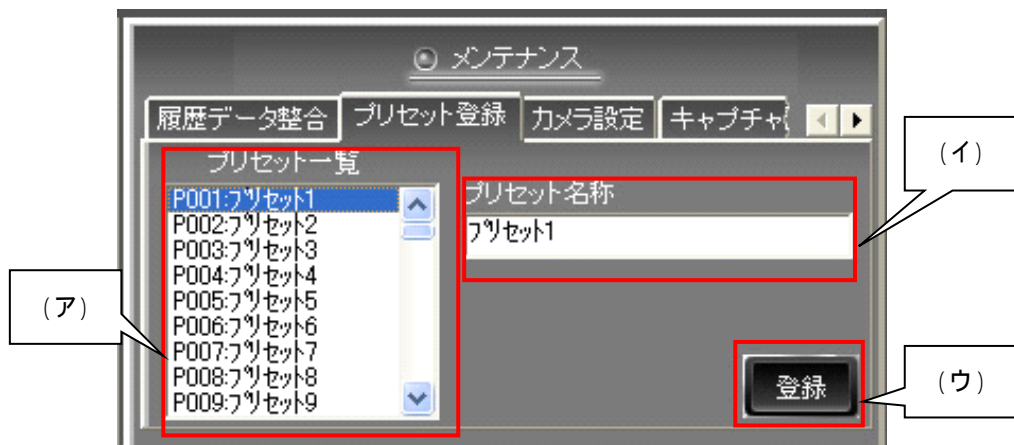 メンテナンス
履歴データ整合 プリセット登録 カメラ設定 キャプチャ
プリセット一覧
P001:プリセット1
P002:プリセット2
P003:プリセット3
P004:プリセット4
P005:プリセット5
P006:プリセット6
P007:プリセット7
P008:プリセット8
P009:プリセット9
プリセット名称
プリセット1
登録
(ア)
(イ)
(ウ)